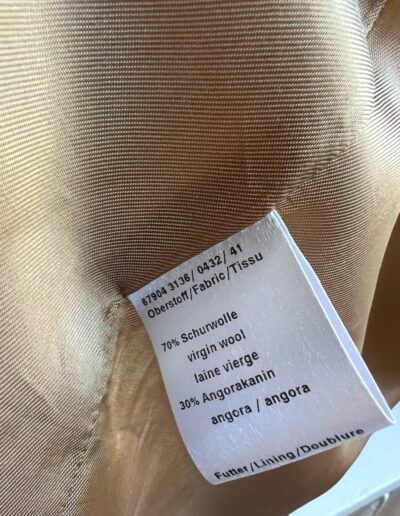 67904 3136/ 0432/ 41
Oberstoff/Fabric/Tissu
70% Schurwolle
virgin wool
laine vierge
30% Angorakanin
angora / angora
Futter/Lining/Doublure